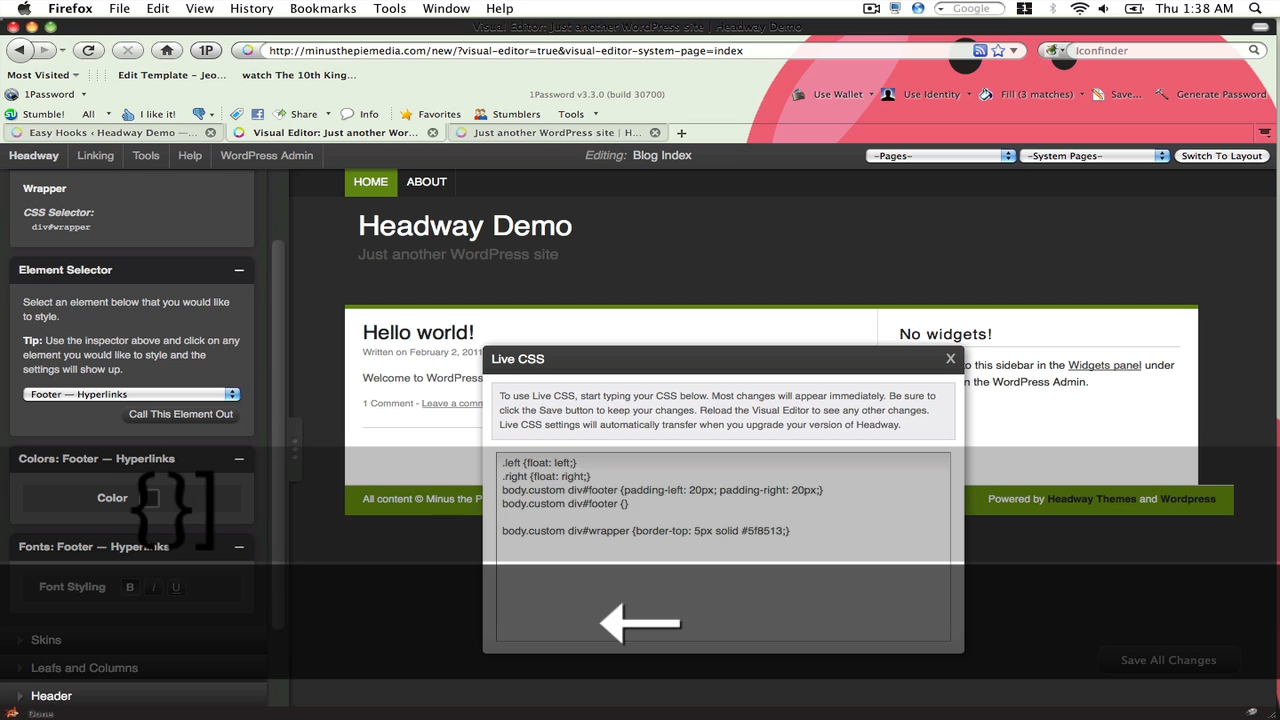 Firefox File Edit View History Bookmarks Tools Window Help
Google
Thu 1:38 AM
Visual Editor: Just another WordPress site | Headway Demo
1P
http://minusthepiemedia.com/new/?visual-editor=true&visual-editor-system-page=index
Iconfinder
Most Visited
Edit Template – Jeo...
watch The 10th King...
1Password
1Password v3.3.0 (build 30700)
Use Wallet
Use Identity
Fill (3 matches)
Save...
Generate Password
Stumble!
All
I like it!
Share
Info
Favorites
Stumblers
Tools
Easy Hooks ‹ Headway Demo —...
Visual Editor: Just another Wor...
Just another WordPress site | H...
Headway Linking Tools Help WordPress Admin
Editing: Blog Index
–Pages–
–System Pages–
Switch To Layout
Wrapper
CSS Selector:
div#wrapper
HOME ABOUT
Headway Demo
Just another WordPress site
Element Selector
Select an element below that you would like
to style.
Tip: Use the inspector above and click on any
element you would like to style and the
settings will show up.
Footer — Hyperlinks
Call This Element Out
Colors: Footer — Hyperlinks
Color
{}]
Fonts: Footer — Hyperlinks
Font Styling B I U
Skins
Leafs and Columns
Header
Done
Hello world!
Written on February 2, 2011
Welcome to WordPress
1 Comment - Leave a comm
No widgets!
o this sidebar in the Widgets panel under
n the WordPress Admin.
Live CSS
X
To use Live CSS, start typing your CSS below. Most changes will appear immediately. Be sure to
click the Save button to keep your changes. Reload the Visual Editor to see any other changes.
Live CSS settings will automatically transfer when you upgrade your version of Headway.
.left {float: left;}
.right {float: right;}
body.custom div#footer {padding-left: 20px; padding-right: 20px;}
body.custom div#footer {}
body.custom div#wrapper {border-top: 5px solid #5f8513;}
All content © Minus the P
Powered by Headway Themes and Wordpress
Save All Changes